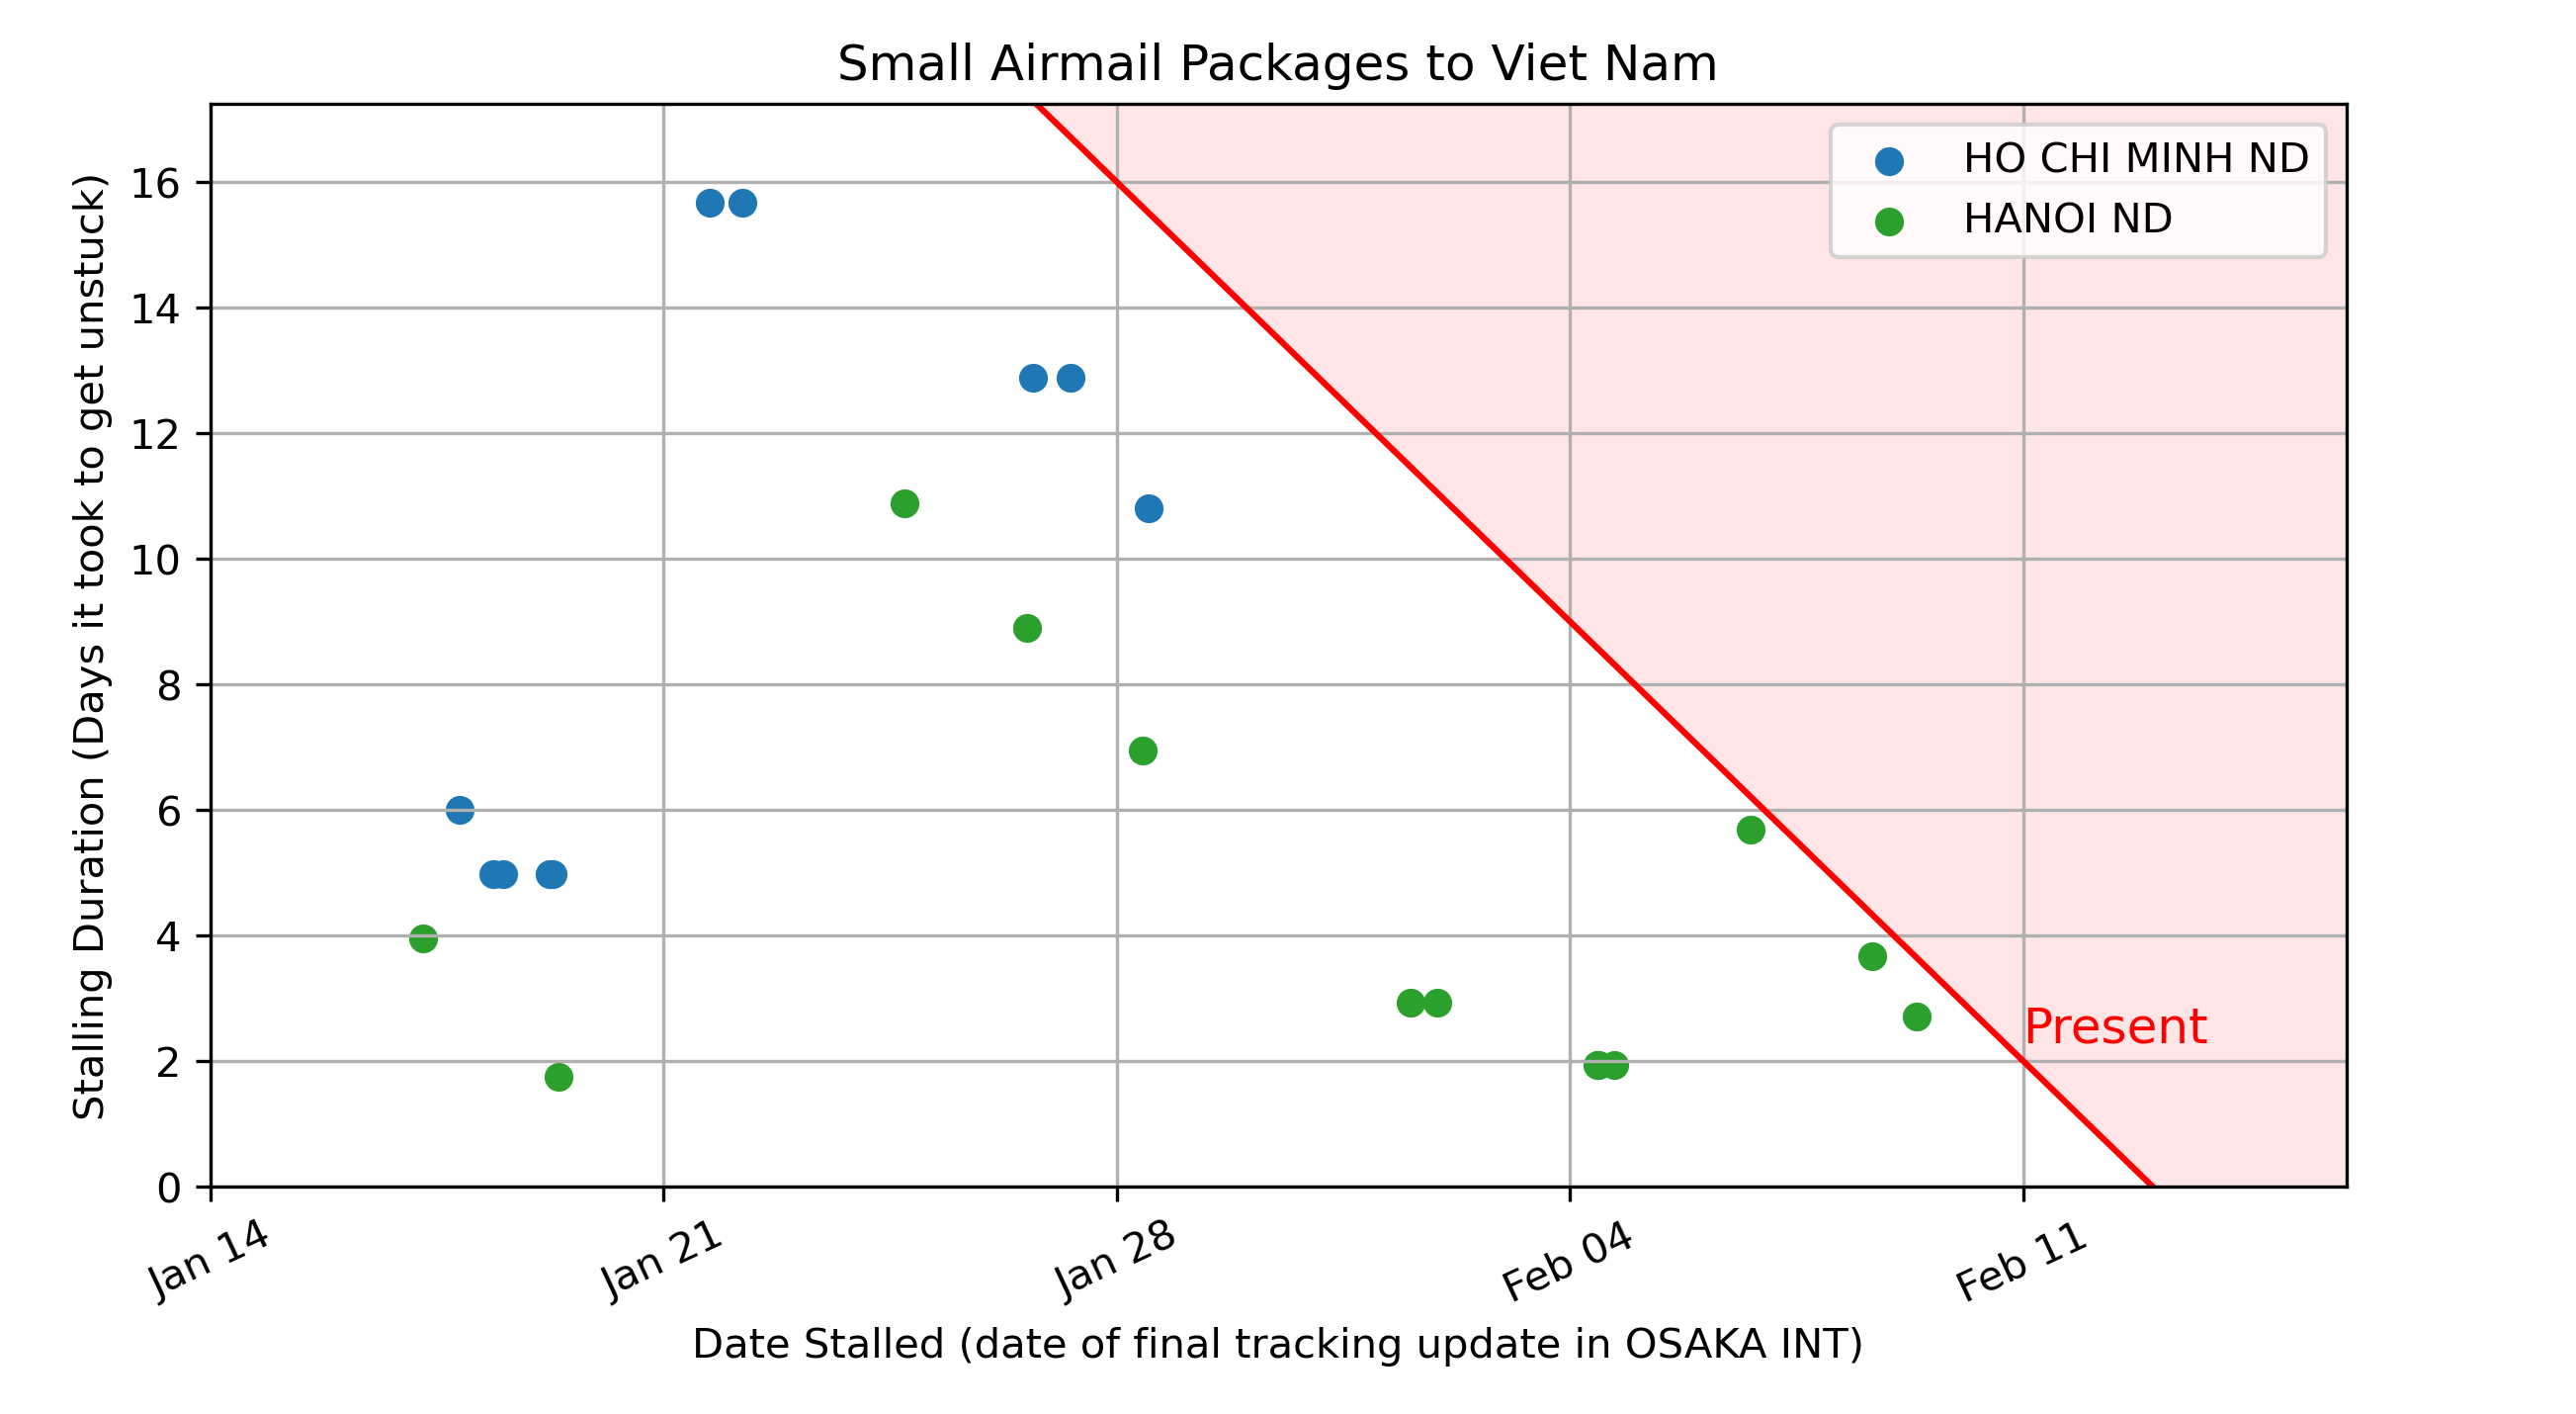 Small Airmail Packages to Viet Nam
HO CHI MINH ND
HANOI ND
Stalling Duration (Days it took to get unstuck)
16
14
12
10
8
6
4
2
0
Present
Jan 14
Jan 21
Jan 28
Feb 04
Feb 11
Date Stalled (date of final tracking update in OSAKA INT)